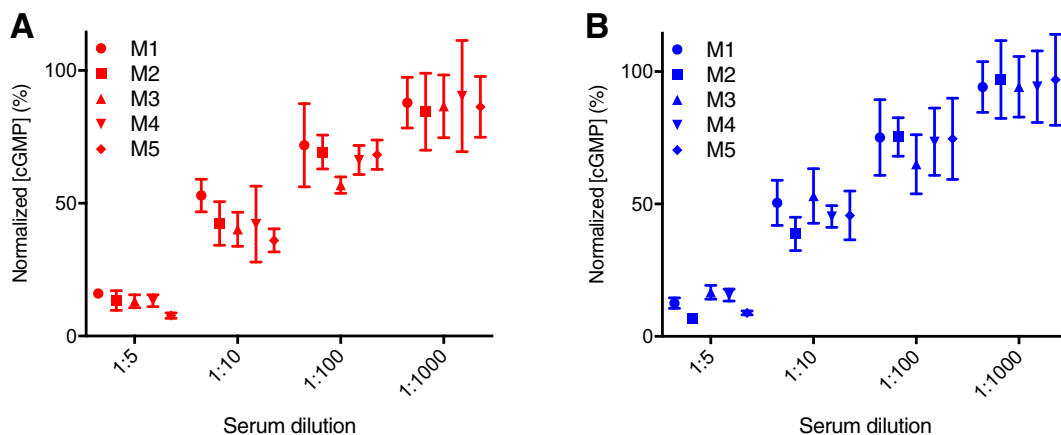 A
M1
M2
M3
M4
M5
Normalized [cGMP] (%)
100
50
0
1:5
1:10
1:100
1:1000
Serum dilution
B
M1
M2
M3
M4
M5
Normalized [cGMP] (%)
100
50
0
1:5
1:10
1:100
1:1000
Serum dilution